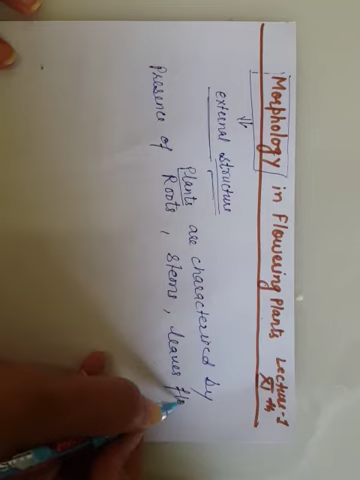 Morphology in Flowering Plants Lecture-1
XI th
external structure
Plants are characterized by
Presence of Roots, Stems, leaves flo